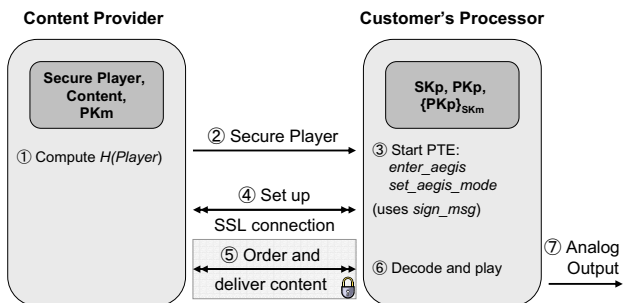 Content Provider
Customer's Processor
Secure Player,
Content,
PKm
SKp, PKp,
{PKp}SKm
① Compute H(Player)
② Secure Player
③ Start PTE:
enter_aegis
set_aegis_mode
(uses sign_msg)
④ Set up
SSL connection
⑤ Order and
deliver content
⑥ Decode and play
⑦ Analog
Output